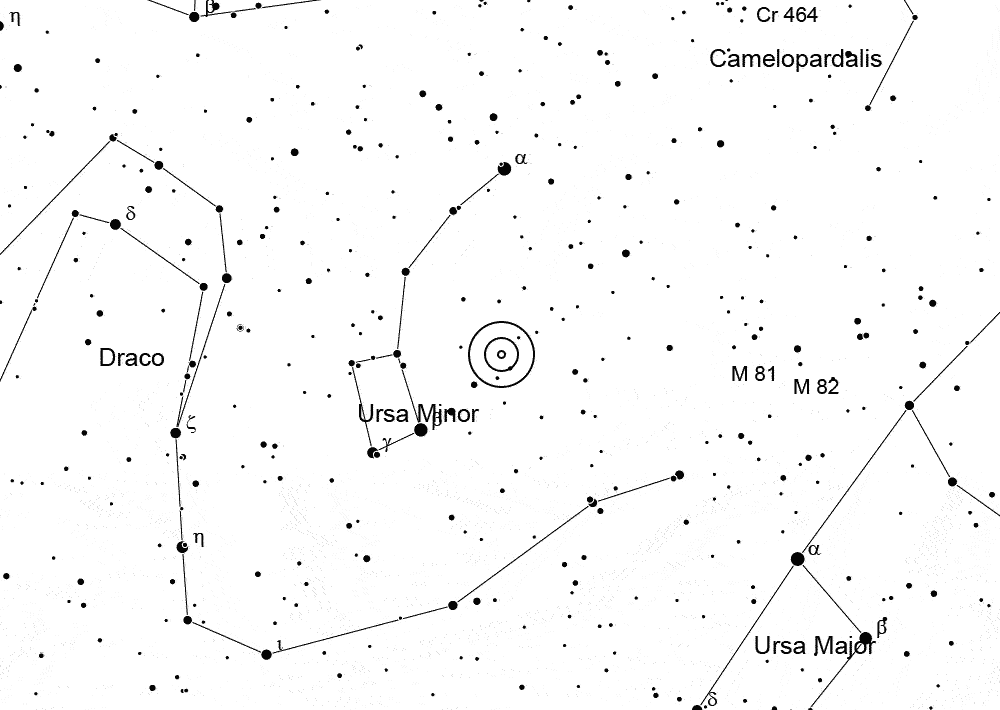 η
β
Cr 464
Camelopardalis
α
δ
Draco
M 81
M 82
ζ
Ursa Minor
β
γ
η
α
ι
β
Ursa Major
δ